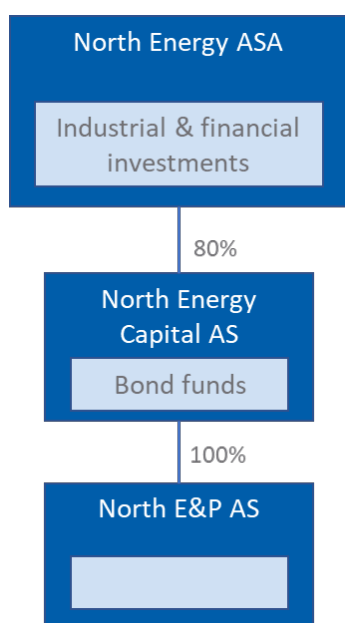 North Energy ASA
Industrial & financial
investments
80%
North Energy
Capital AS
Bond funds
100%
North E&P AS